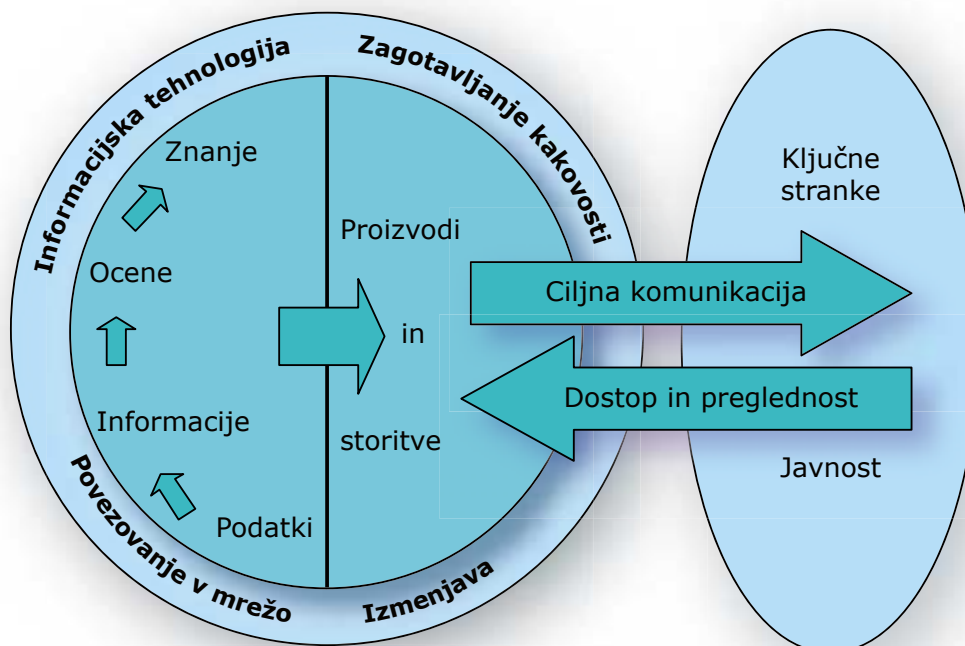 Informacijska tehnologija
Zagotavljanje kakovosti
Znanje
Ocene
Informacije
Podatki
Povezovanje v mrežo
Izmenjava
Proizvodi
in
storitve
Ključne
stranke
Ciljna komunikacija
Dostop in preglednost
Javnost